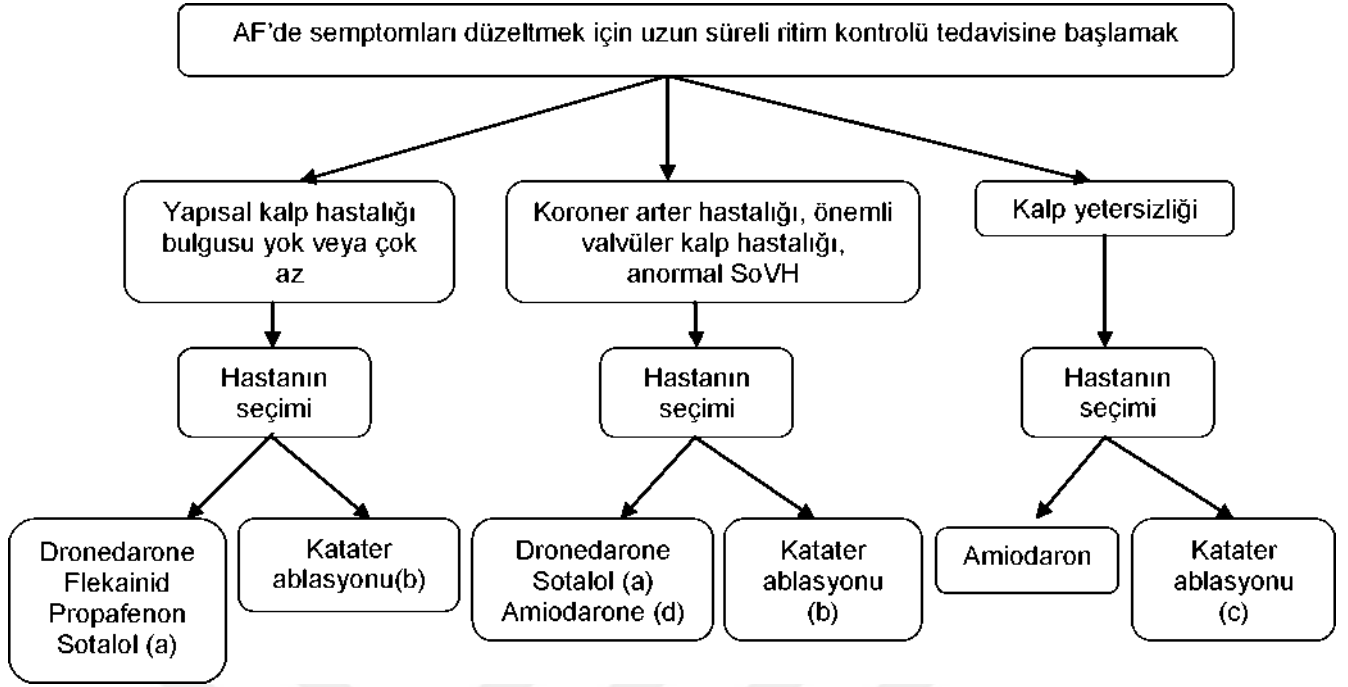 AF'de semptomları düzeltmek için uzun süreli ritim kontrolü tedavisine başlamak
Yapısal kalp hastalığı
bulgusu yok veya çok
az
Koroner arter hastalığı, önemli
valvüler kalp hastalığı,
anormal SoVH
Kalp yetersizliği
Hastanın
seçimi
Hastanın
seçimi
Hastanın
seçimi
Dronedarone
Flekainid
Propafenon
Sotalol (a)
Katater
ablasyonu(b)
Dronedarone
Sotalol (a)
Amiodarone (d)
Katater
ablasyonu
(b)
Amiodaron
Katater
ablasyonu
(c)